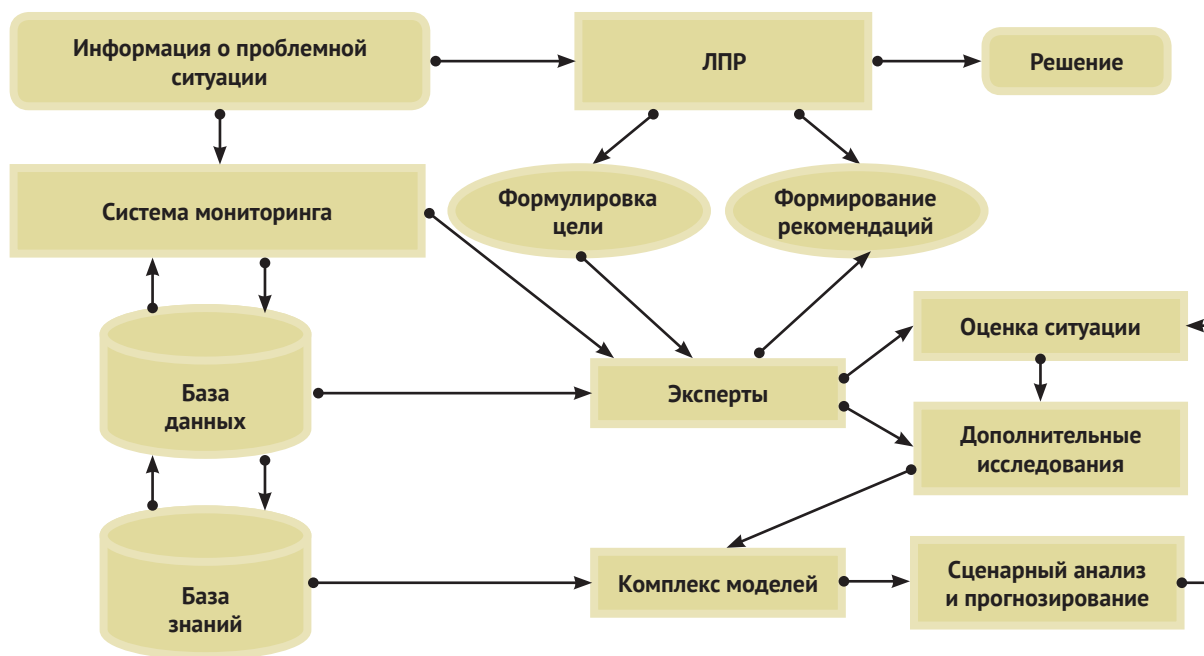 Информация о проблемной
ситуации
ЛПР
Решение
Система мониторинга
Формулировка
цели
Формирование
рекомендаций
Оценка ситуации
База
данных
Эксперты
Дополнительные
исследования
База
знаний
Комплекс моделей
Сценарный анализ
и прогнозирование